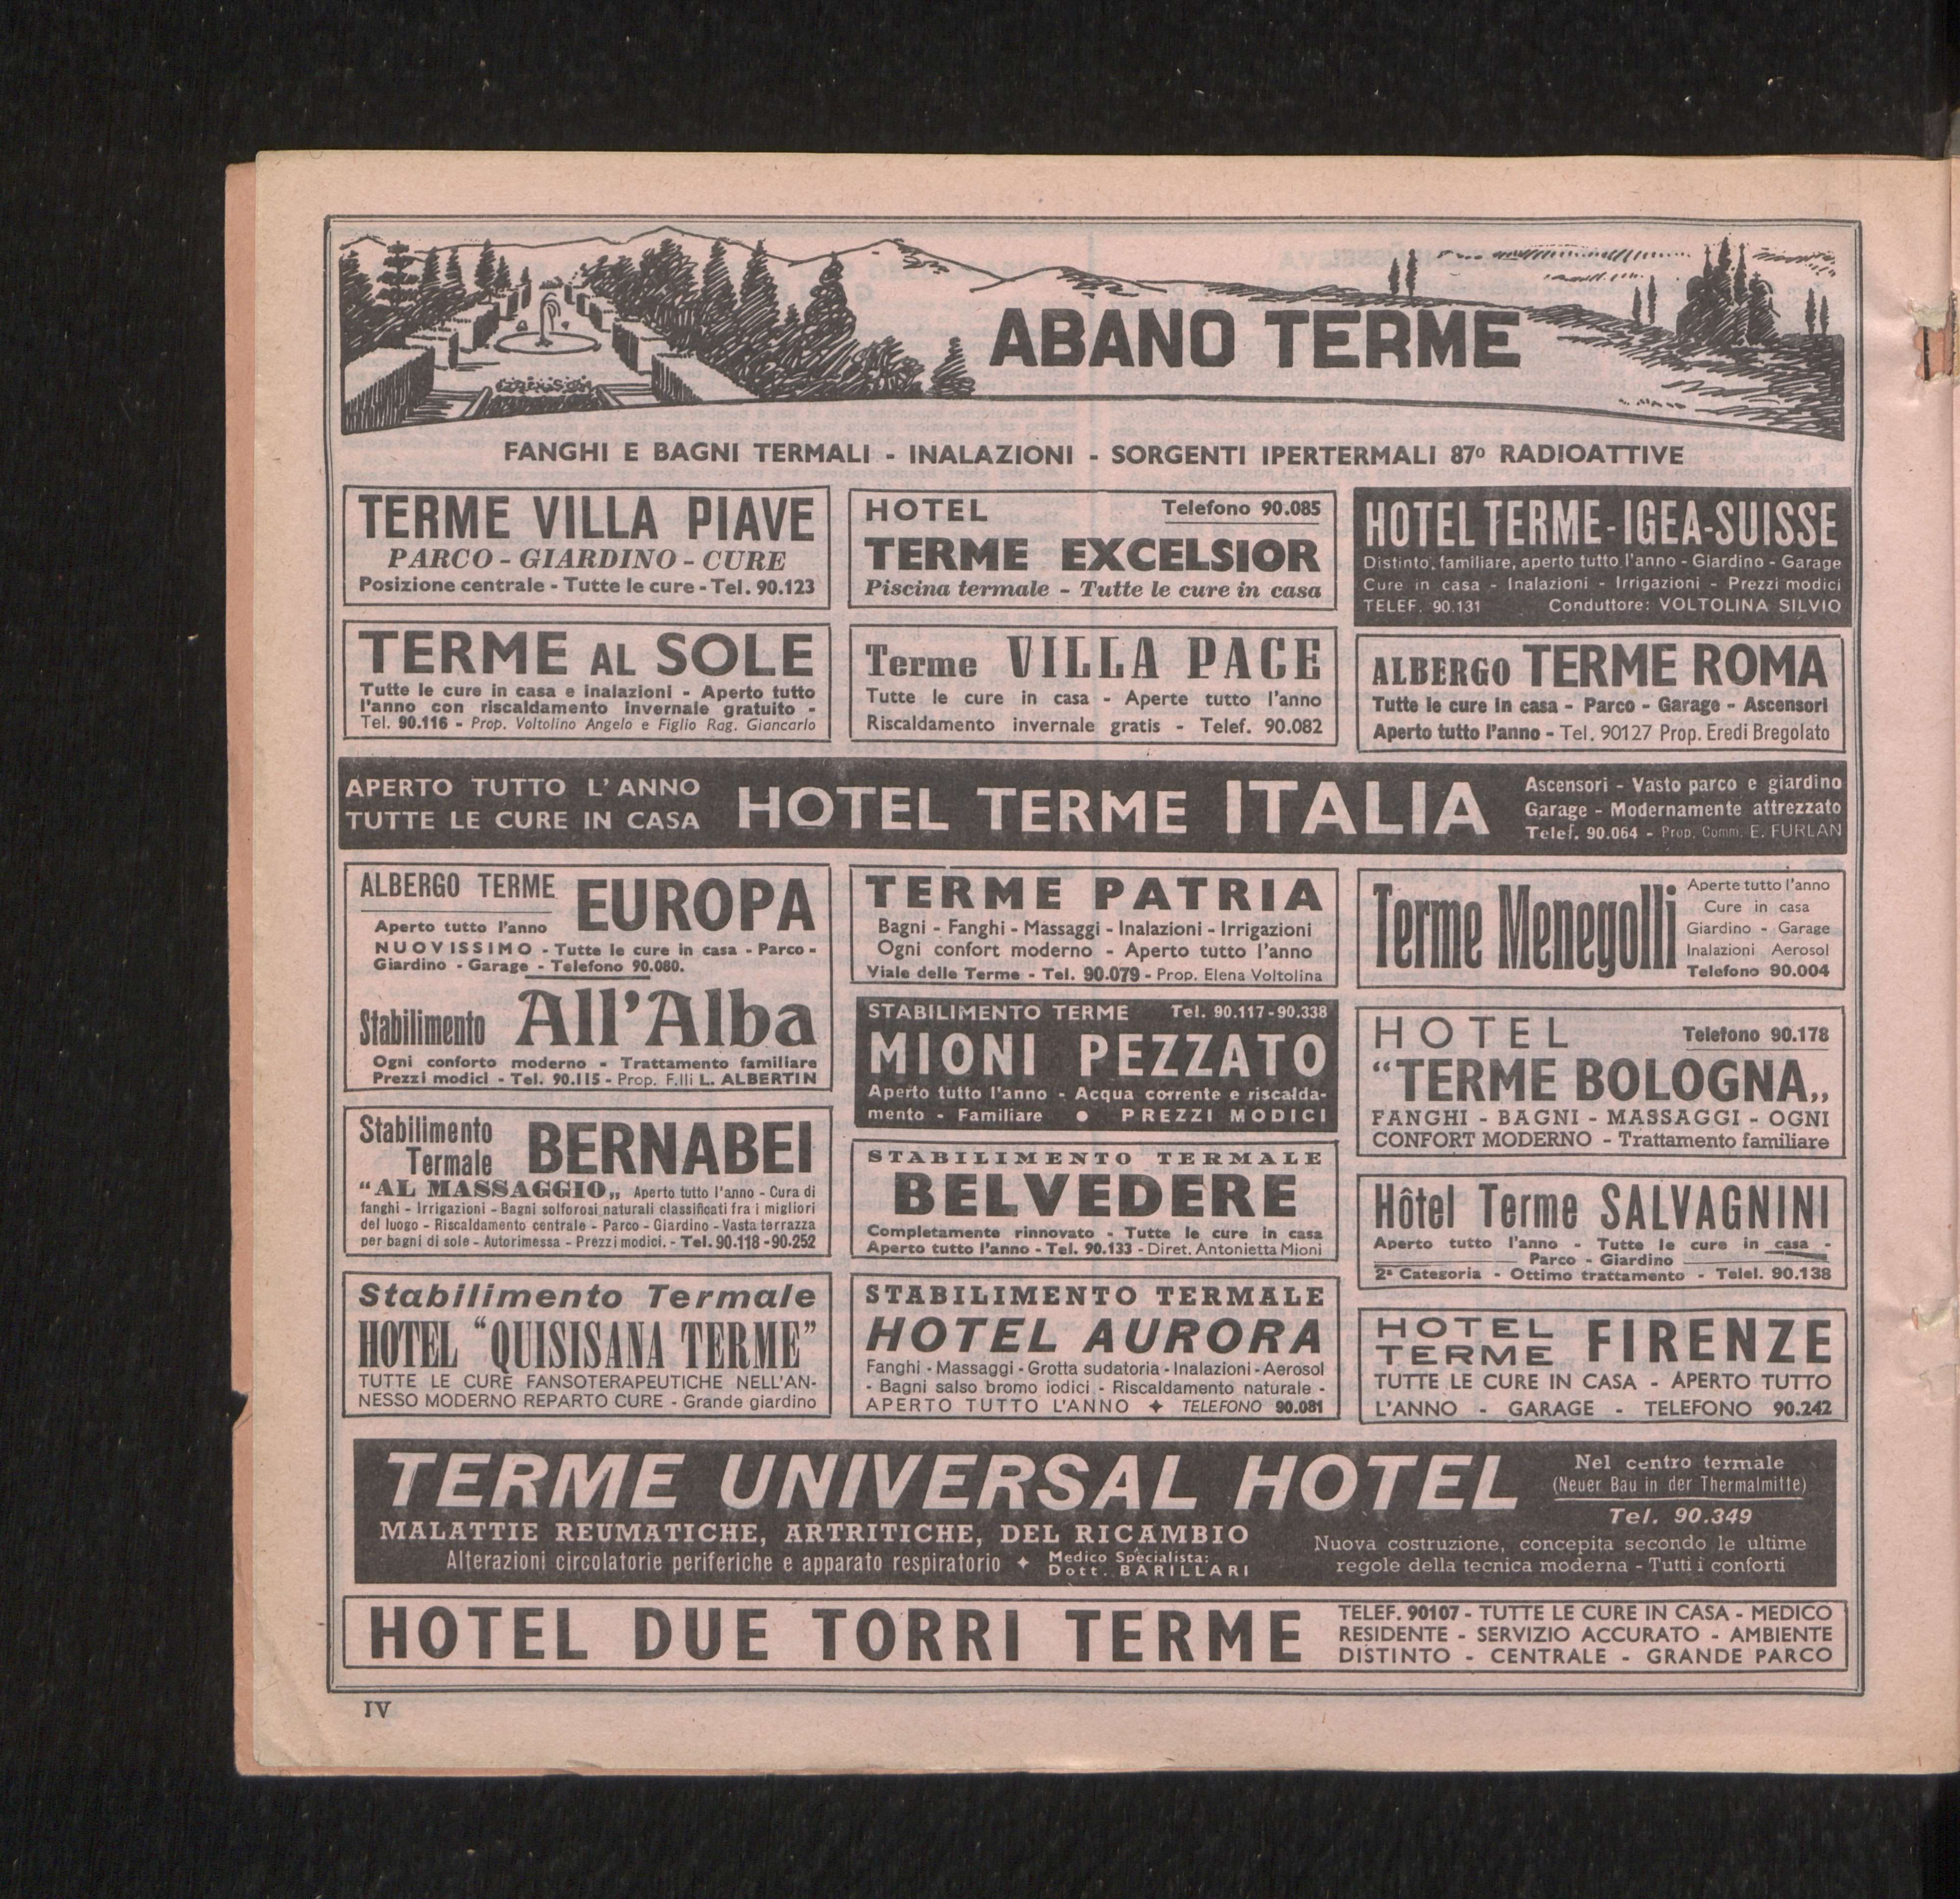 ABANO TERME
FANGHI E BAGNI TERMALI - INALAZIONI - SORGENTI IPERTERMALI 87º RADIOATTIVE
TERME VILLA PIAVE
PARCO - GIARDINO - CURE
Posizione centrale - Tutte le cure - Tel. 90.123
HOTEL Telefono 90.085
TERME EXCELSIOR
Piscina termale - Tutte le cure in casa
HOTEL TERME-IGEA-SUISSE
Distinto, familiare, aperto tutto l'anno - Giardino - Garage
Cure in casa - Inalazioni - Irrigazioni - Prezzi modici
TELEF. 90.131 Conduttore: VOLTOLINA SILVIO
TERME AL SOLE
Tutte le cure in casa e inalazioni - Aperto tutto
l'anno con riscaldamento invernale gratuito -
Tel. 90.116 - Prop. Voltolino Angelo e Figlio Rag. Giancarlo
Terme VILLA PACE
Tutte le cure in casa - Aperte tutto l'anno
Riscaldamento invernale gratis - Telef. 90.082
ALBERGO TERME ROMA
Tutte le cure in casa - Parco - Garage - Ascensori
Aperto tutto l'anno - Tel. 90127 Prop. Eredi Bregolato
APERTO TUTTO L'ANNO
TUTTE LE CURE IN CASA
HOTEL TERME ITALIA
Ascensori - Vasto parco e giardino
Garage - Modernamente attrezzato
Telef. 90.064 - Prop. Comm. E. FURLAN
ALBERGO TERME EUROPA
Aperto tutto l'anno
NUOVISSIMO - Tutte le cure in casa - Parco -
Giardino - Garage - Telefono 90.080.
Stabilimento All'Alba
Ogni conforto moderno - Trattamento familiare
Prezzi modici - Tel. 90.115 - Prop. F.lli L. ALBERTIN
TERME PATRIA
Bagni - Fanghi - Massaggi - Inalazioni - Irrigazioni
Ogni confort moderno - Aperto tutto l'anno
Viale delle Terme - Tel. 90.079 - Prop. Elena Voltolina
Terme Menegolli
Aperte tutto l'anno
Cure in casa
Giardino - Garage
Inalazioni Aerosol
Telefono 90.004
STABILIMENTO TERME Tel. 90.117-90.338
MIONI PEZZATO
Aperto tutto l'anno - Acqua corrente e riscalda-
mento - Familiare ● PREZZI MODICI
HOTEL Telefono 90.178
“TERME BOLOGNA„
FANGHI - BAGNI - MASSAGGI - OGNI
CONFORT MODERNO - Trattamento familiare
Stabilimento
Termale BERNABEI
“AL MASSAGGIO„ Aperto tutto l'anno - Cura di
fanghi - Irrigazioni - Bagni solforosi naturali classificati fra i migliori
del luogo - Riscaldamento centrale - Parco - Giardino - Vasta terrazza
per bagni di sole - Autorimessa - Prezzi modici. - Tel. 90-118 - 90-252
STABILIMENTO TERMALE
BELVEDERE
Completamente rinnovato - Tutte le cure in casa
Aperto tutto l'anno - Tel. 90.133 - Diret. Antonietta Mioni
Hôtel Terme SALVAGNINI
Aperto tutto l'anno - Tutte le cure in casa -
Parco - Giardino
2ª Categoria - Ottimo trattamento - Telel. 90.138
Stabilimento Termale
HOTEL “QUISISANA TERME”
TUTTE LE CURE FANSOTERAPEUTICHE NELL'AN-
NESSO MODERNO REPARTO CURE - Grande giardino
STABILIMENTO TERMALE
HOTEL AURORA
Fanghi - Massaggi - Grotta sudatoria - Inalazioni - Aerosol
- Bagni salso bromo iodici - Riscaldamento naturale -
APERTO TUTTO L'ANNO ✦ TELEFONO 90.081
HOTEL
TERME FIRENZE
TUTTE LE CURE IN CASA - APERTO TUTTO
L'ANNO - GARAGE - TELEFONO 90.242
TERME UNIVERSAL HOTEL
Nel centro termale
(Neuer Bau in der Thermalmitte)
Tel. 90.349
MALATTIE REUMATICHE, ARTRITICHE, DEL RICAMBIO
Alterazioni circolatorie periferiche e apparato respiratorio ✦ Medico Specialista:
Dott. BARILLARI
Nuova costruzione, concepita secondo le ultime
regole della tecnica moderna - Tutti i conforti
HOTEL DUE TORRI TERME
TELEF. 90107 - TUTTE LE CURE IN CASA - MEDICO
RESIDENTE - SERVIZIO ACCURATO - AMBIENTE
DISTINTO - CENTRALE - GRANDE PARCO
IV